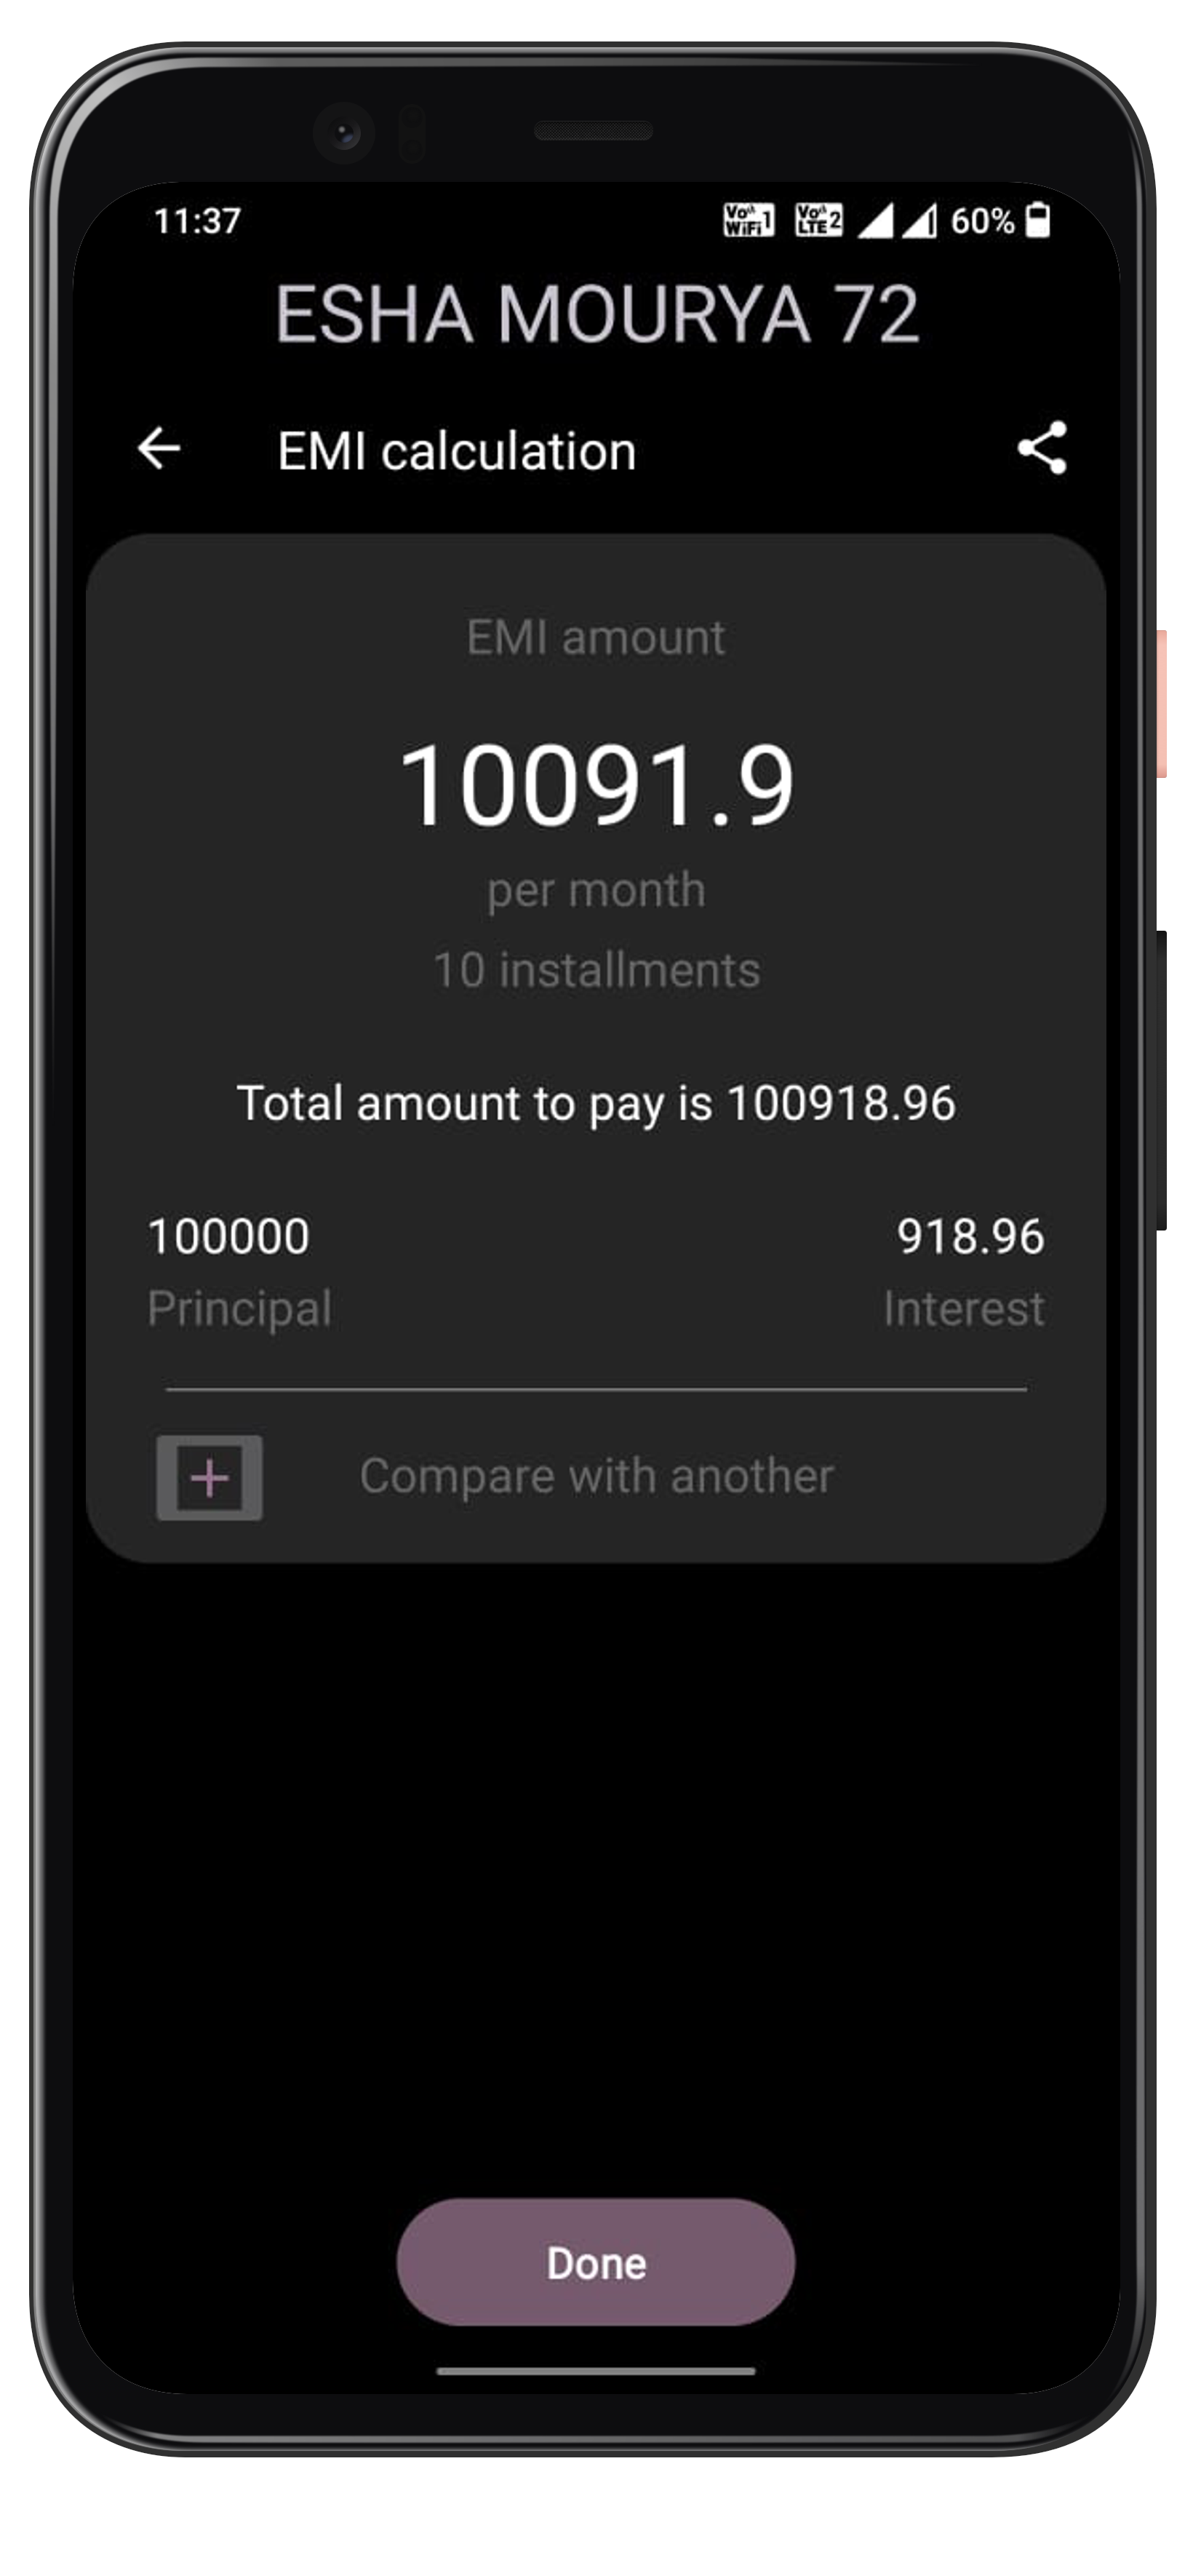 11:37 Vo WiFi 1 Vo LTE 2 60%
ESHA MOURYA 72
EMI calculation
EMI amount
10091.9
per month
10 installments
Total amount to pay is 100918.96
100000 918.96
Principal Interest
+ Compare with another
Done